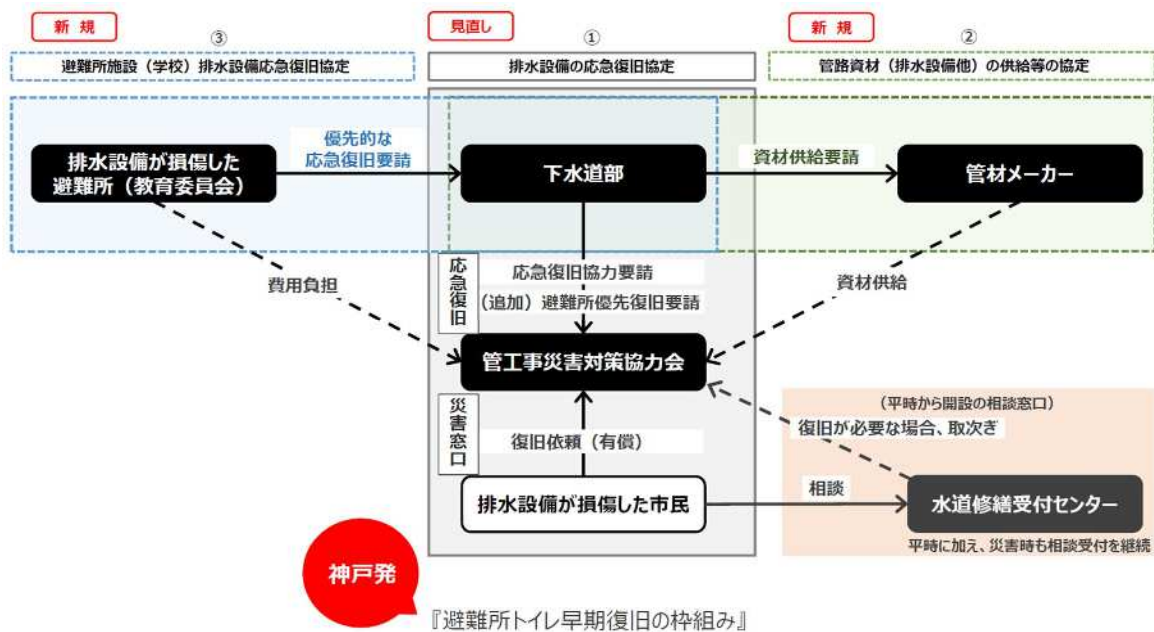 新 規
③
避難所施設（学校）排水設備応急復旧協定
見直し
①
排水設備の応急復旧協定
新 規
②
管路資材（排水設備他）の供給等の協定
排水設備が損傷した
避難所（教育委員会）
優先的な
応急復旧要請
下水道部
資材供給要請
管材メーカー
費用負担
応急復旧
応急復旧協力要請
（追加）避難所優先復旧要請
資材供給
管工事災害対策協力会
災害窓口
復旧依頼（有償）
（平時から開設の相談窓口）
復旧が必要な場合、取次ぎ
排水設備が損傷した市民
相談
水道修繕受付センター
平時に加え、災害時も相談受付を継続
神戸発
『避難所トイレ早期復旧の枠組み』